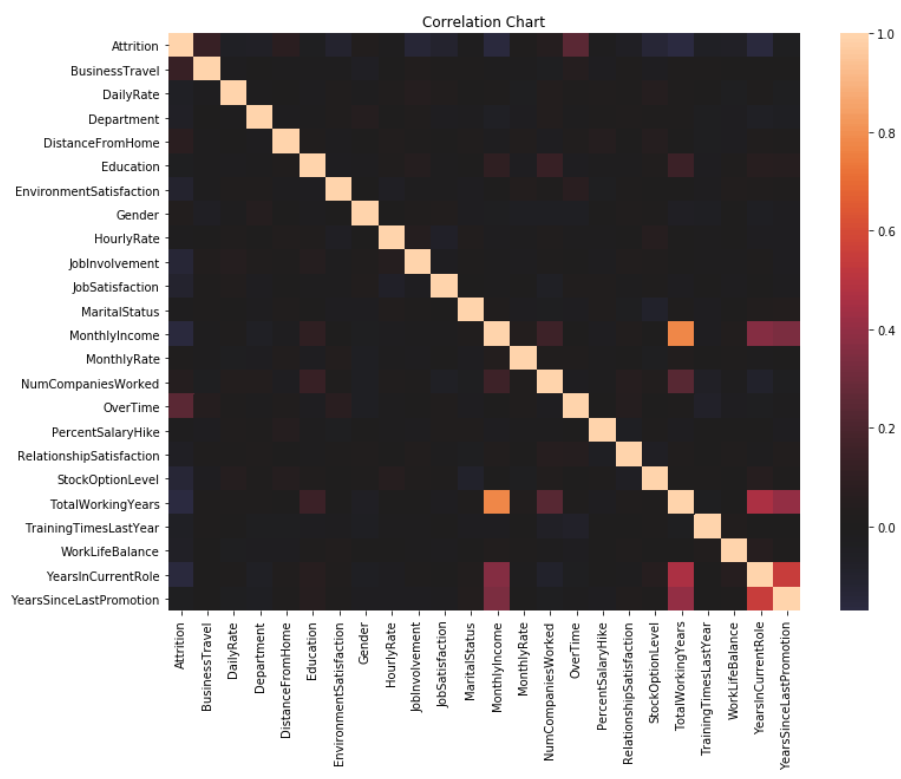 Correlation Chart
Attrition
BusinessTravel
DailyRate
Department
DistanceFromHome
Education
EnvironmentSatisfaction
Gender
HourlyRate
JobInvolvement
JobSatisfaction
MaritalStatus
MonthlyIncome
MonthlyRate
NumCompaniesWorked
OverTime
PercentSalaryHike
RelationshipSatisfaction
StockOptionLevel
TotalWorkingYears
TrainingTimesLastYear
WorkLifeBalance
YearsInCurrentRole
YearsSinceLastPromotion
Attrition
BusinessTravel
DailyRate
Department
DistanceFromHome
Education
EnvironmentSatisfaction
Gender
HourlyRate
JobInvolvement
JobSatisfaction
MaritalStatus
MonthlyIncome
MonthlyRate
NumCompaniesWorked
OverTime
PercentSalaryHike
RelationshipSatisfaction
StockOptionLevel
TotalWorkingYears
TrainingTimesLastYear
WorkLifeBalance
YearsInCurrentRole
YearsSinceLastPromotion
1.0
0.8
0.6
0.4
0.2
0.0